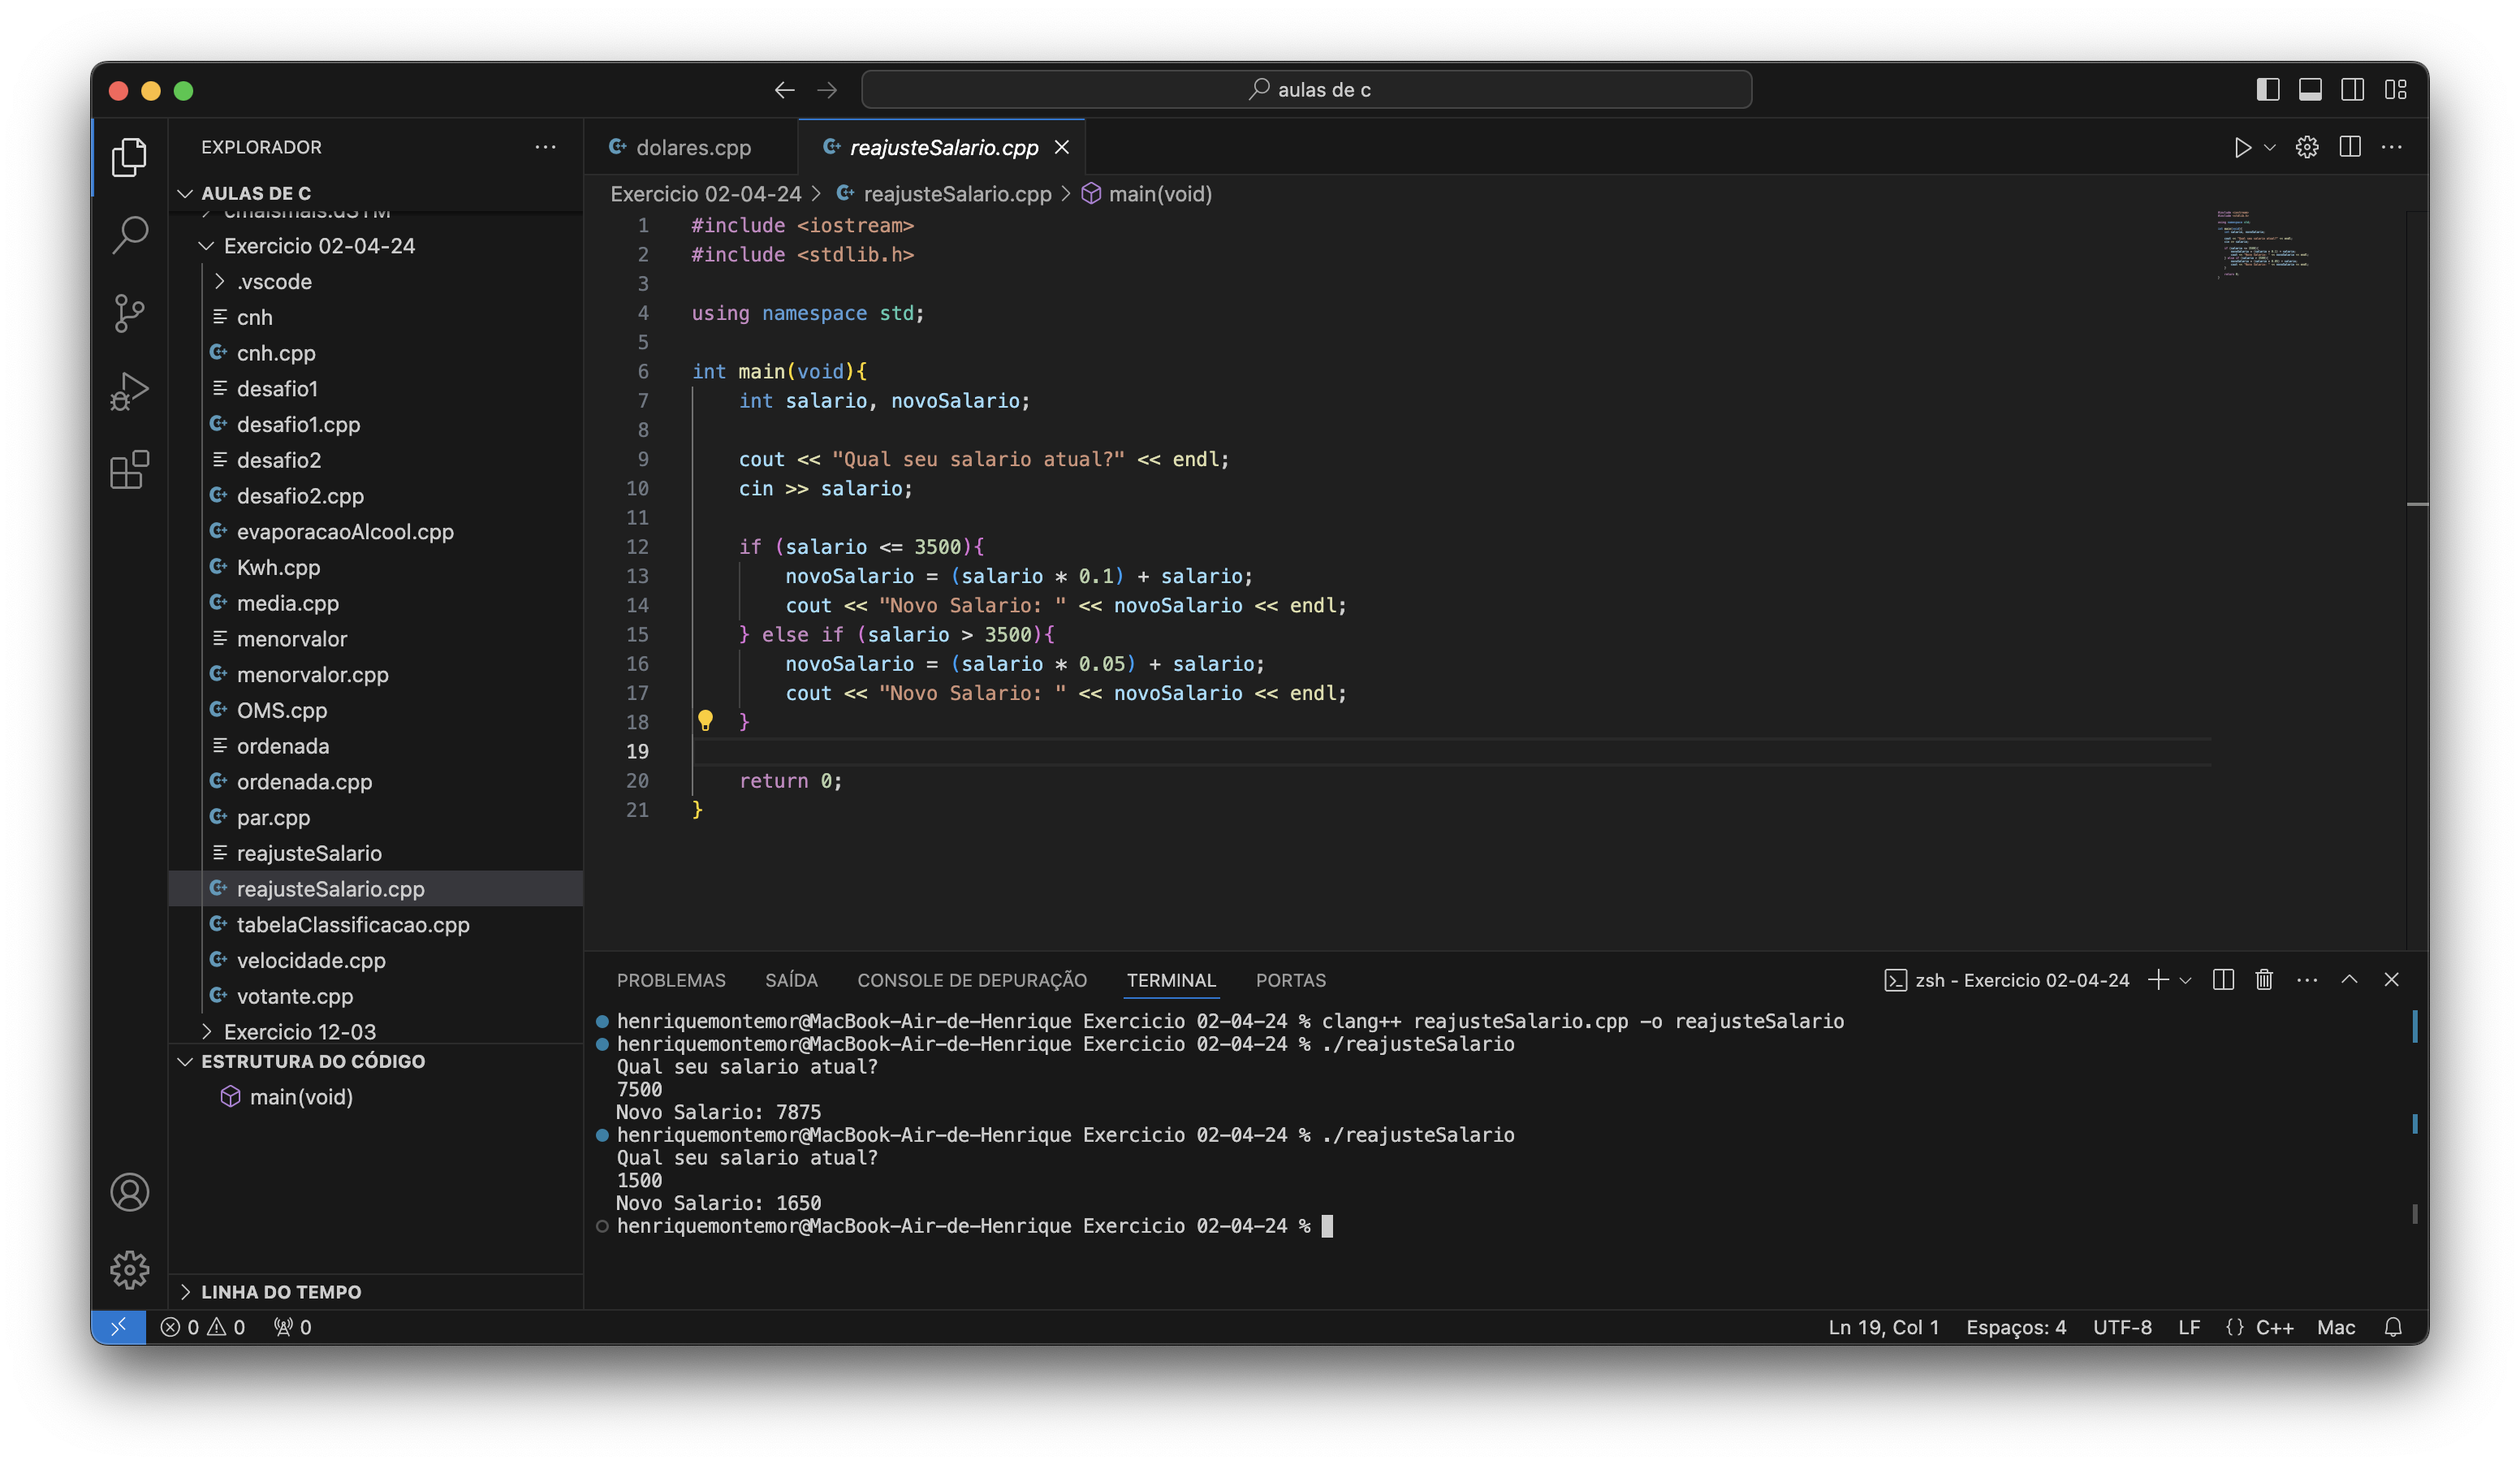 aulas de c
EXPLORADOR
AULAS DE C
cmaismais.dSYM
Exercicio 02-04-24
.vscode
cnh
cnh.cpp
desafio1
desafio1.cpp
desafio2
desafio2.cpp
evaporacaoAlcool.cpp
Kwh.cpp
media.cpp
menorvalor
menorvalor.cpp
OMS.cpp
ordenada
ordenada.cpp
par.cpp
reajusteSalario
reajusteSalario.cpp
tabelaClassificacao.cpp
velocidade.cpp
votante.cpp
Exercicio 12-03
ESTRUTURA DO CÓDIGO
main(void)
LINHA DO TEMPO
dolares.cpp reajusteSalario.cpp
Exercicio 02-04-24 > reajusteSalario.cpp > main(void)
1 #include <iostream>
2 #include <stdlib.h>
3
4 using namespace std;
5
6 int main(void){
7 int salario, novoSalario;
8
9 cout << "Qual seu salario atual?" << endl;
10 cin >> salario;
11
12 if (salario <= 3500){
13 novoSalario = (salario * 0.1) + salario;
14 cout << "Novo Salario: " << novoSalario << endl;
15 } else if (salario > 3500){
16 novoSalario = (salario * 0.05) + salario;
17 cout << "Novo Salario: " << novoSalario << endl;
18 }
19
20 return 0;
21 }
PROBLEMAS SAÍDA CONSOLE DE DEPURAÇÃO TERMINAL PORTAS zsh - Exercicio 02-04-24
henriquemontemor@MacBook-Air-de-Henrique Exercicio 02-04-24 % clang++ reajusteSalario.cpp -o reajusteSalario
henriquemontemor@MacBook-Air-de-Henrique Exercicio 02-04-24 % ./reajusteSalario
Qual seu salario atual?
7500
Novo Salario: 7875
henriquemontemor@MacBook-Air-de-Henrique Exercicio 02-04-24 % ./reajusteSalario
Qual seu salario atual?
1500
Novo Salario: 1650
henriquemontemor@MacBook-Air-de-Henrique Exercicio 02-04-24 %
0 0 0 Ln 19, Col 1 Espaços: 4 UTF-8 LF {} C++ Mac